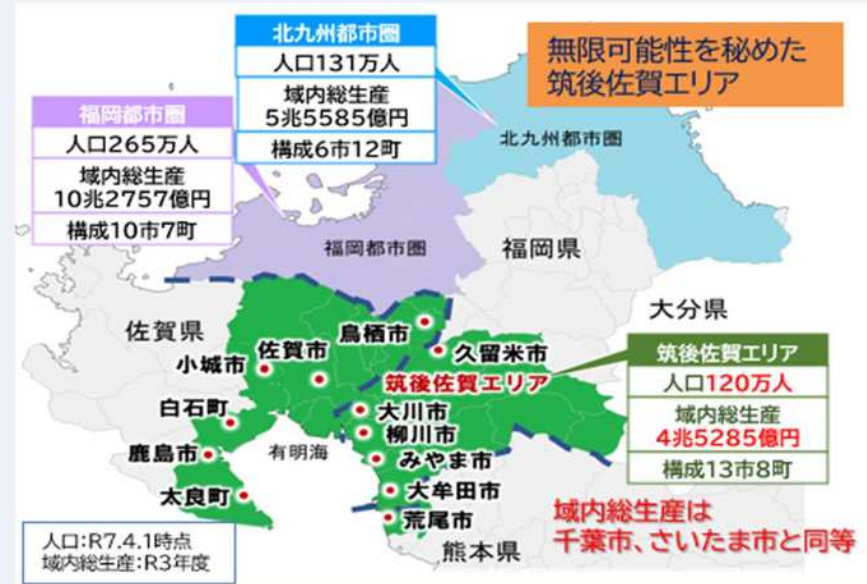 北九州都市圏
人口131万人
域内総生産
5兆5585億円
構成6市12町
無限可能性を秘めた
筑後佐賀エリア
福岡都市圏
人口265万人
域内総生産
10兆2757億円
構成10市7町
北九州都市圏
福岡都市圏
福岡県
大分県
佐賀県
鳥栖市
佐賀市
小城市
久留米市
筑後佐賀エリア
白石町
大川市
柳川市
鹿島市
有明海
みやま市
太良町
大牟田市
荒尾市
熊本県
筑後佐賀エリア
人口120万人
域内総生産
4兆5285億円
構成13市8町
域内総生産は
千葉市、さいたま市と同等
人口:R7.4.1時点
域内総生産:R3年度